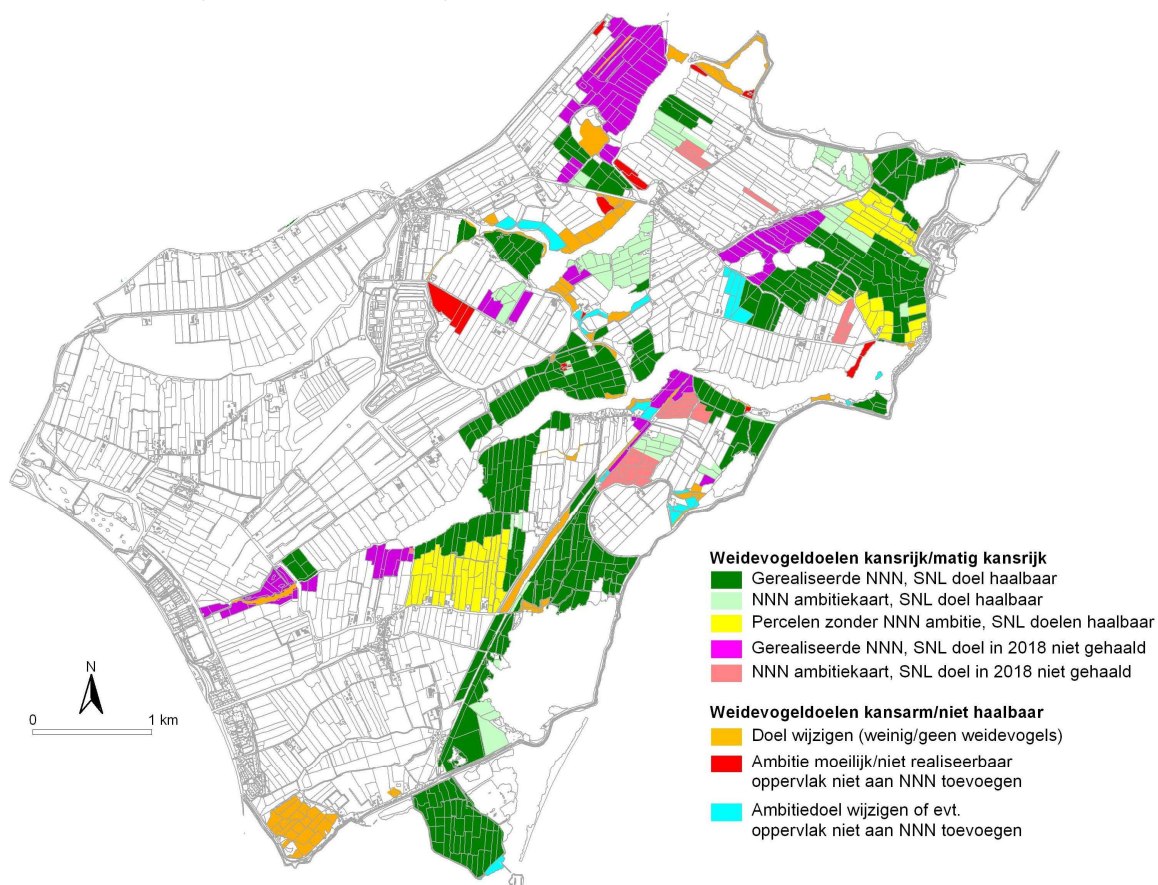 Weidevogeldoelen kansrijk/matig kansrijk
Gerealiseerde NNN, SNL doel haalbaar
NNN ambitiekaart, SNL doel haalbaar
Percelen zonder NNN ambitie, SNL doelen haalbaar
Gerealiseerde NNN, SNL doel in 2018 niet gehaald
NNN ambitiekaart, SNL doel in 2018 niet gehaald
N
0 1 km
Weidevogeldoelen kansarm/niet haalbaar
Doel wijzigen (weinig/geen weidevogels)
Ambitie moeilijk/niet realiseerbaar
oppervlak niet aan NNN toevoegen
Ambitiedoel wijzigen of evt.
oppervlak niet aan NNN toevoegen